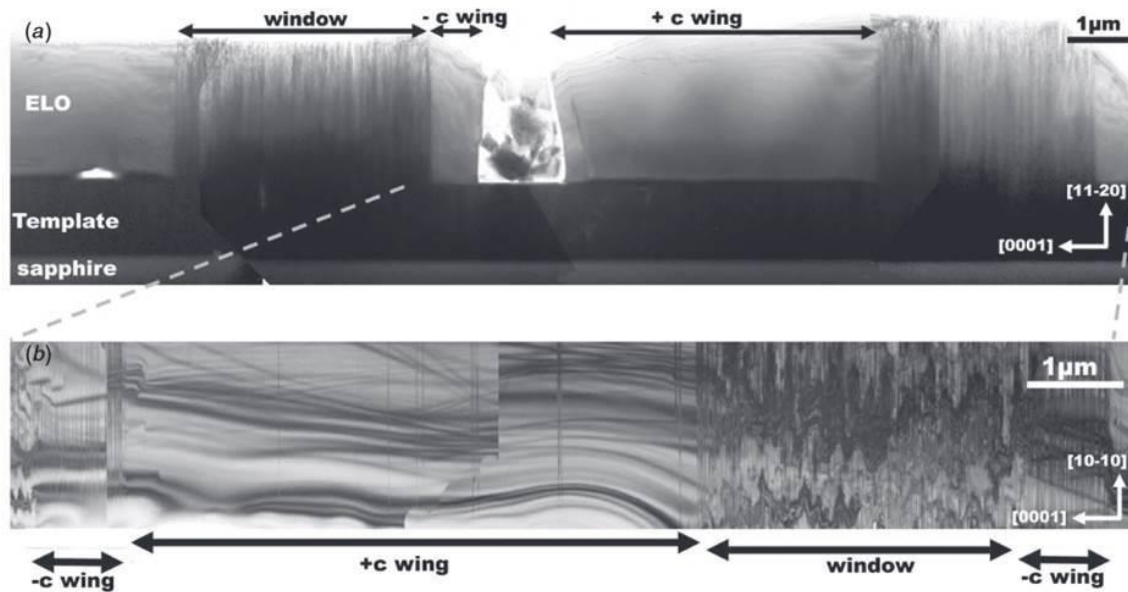 (a)
window
- c wing
+ c wing
1µm
ELO
Template
sapphire
[11-20]
[0001]
(b)
1µm
[10-10]
[0001]
-c wing
+c wing
window
-c wing